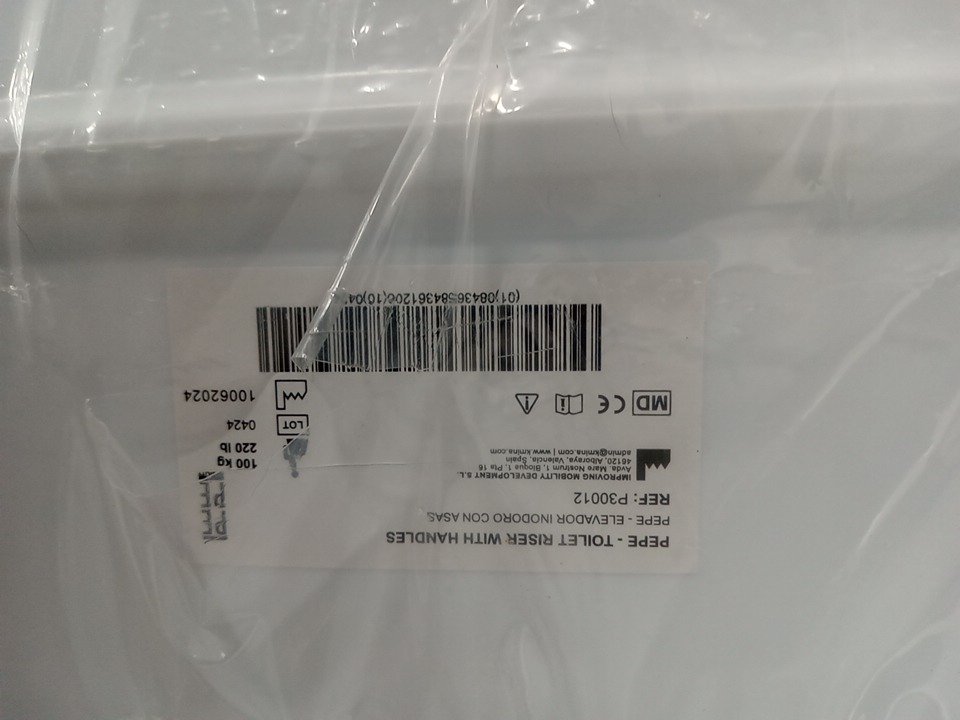 PEPE - TOILET RISER WITH HANDLES
PEPE - ELEVADOR INODORO CON ASAS
REF: P30012
IMPROVING MOBILITY DEVELOPMENT S.L.
Avda. Mare Nostrum, 1, Bloque 1, Pta 16
46120, Alboraya, Valencia, Spain
admin@kmina.com | www.kmina.com
MD CE
100 kg
220 lb
LOT 0424
10062024
(01)08436584361206(10)04